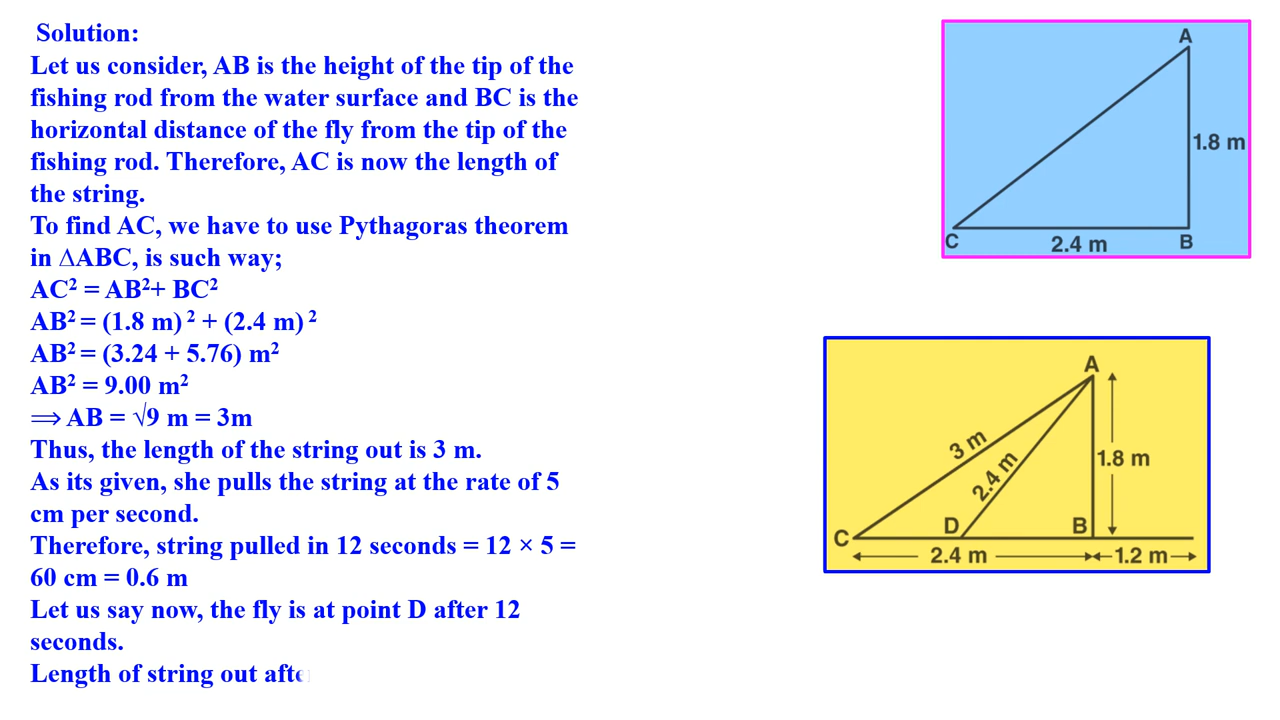 Solution:
Let us consider, AB is the height of the tip of the
fishing rod from the water surface and BC is the
horizontal distance of the fly from the tip of the
fishing rod. Therefore, AC is now the length of
the string.
To find AC, we have to use Pythagoras theorem
in ∆ABC, is such way;
AC² = AB²+ BC²
AB² = (1.8 m) ² + (2.4 m) ²
AB² = (3.24 + 5.76) m²
AB² = 9.00 m²
⟹ AB = √9 m = 3m
Thus, the length of the string out is 3 m.
As its given, she pulls the string at the rate of 5
cm per second.
Therefore, string pulled in 12 seconds = 12 × 5 =
60 cm = 0.6 m
Let us say now, the fly is at point D after 12
seconds.
Length of string out
A
1.8 m
C
2.4 m
B
A
3 m
2.4 m
1.8 m
C
D
B
2.4 m
1.2 m